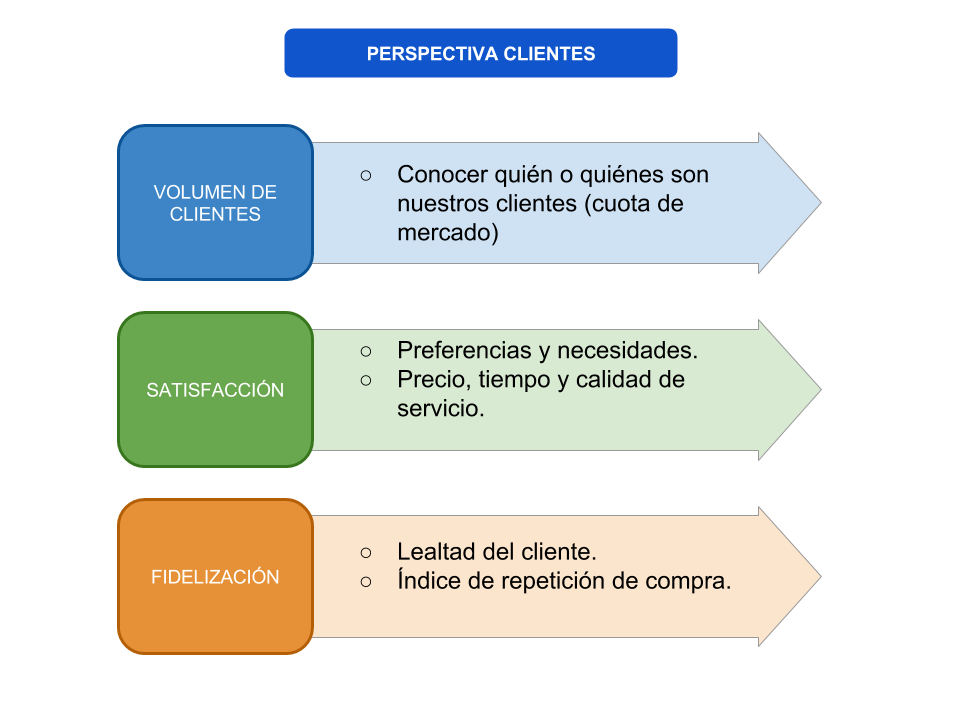 PERSPECTIVA CLIENTES
VOLUMEN DE
CLIENTES
○ Conocer quién o quiénes son
nuestros clientes (cuota de
mercado)
SATISFACCIÓN
○ Preferencias y necesidades.
○ Precio, tiempo y calidad de
servicio.
FIDELIZACIÓN
○ Lealtad del cliente.
○ Índice de repetición de compra.